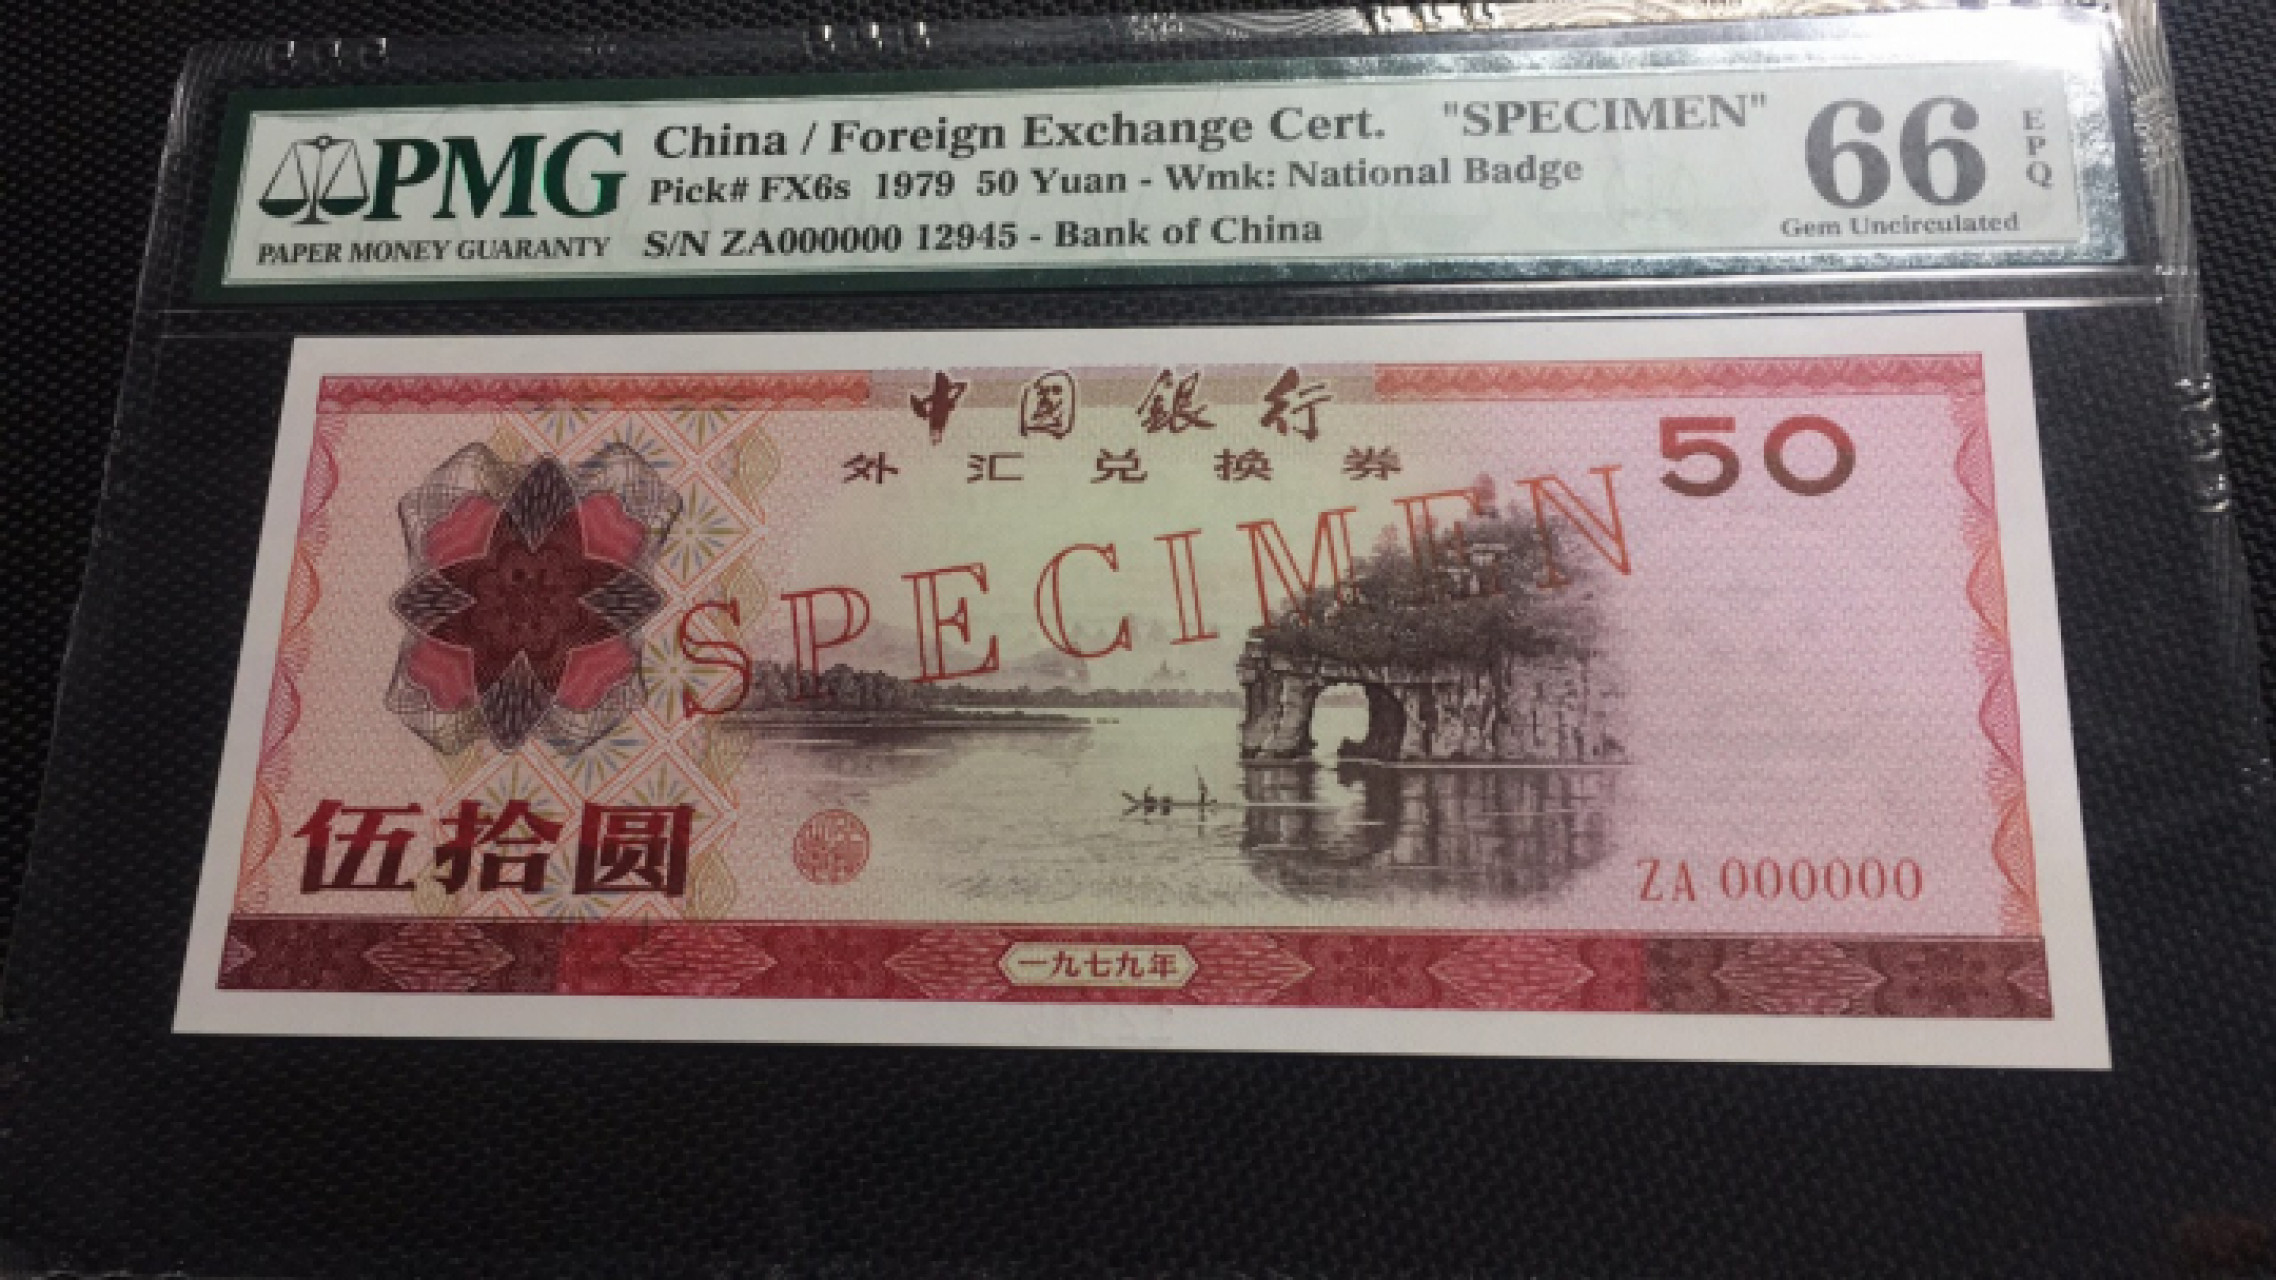 PMG
PAPER MONEY GUARANTY
China / Foreign Exchange Cert. "SPECIMEN"
Pick# FX6s 1979 50 Yuan - Wmk: National Badge
S/N ZA000000 12945 - Bank of China
66 EPQ
Gem Uncirculated
中國銀行
外汇兑换券
50
SPECIMEN
伍拾圆
ZA 000000
一九七九年